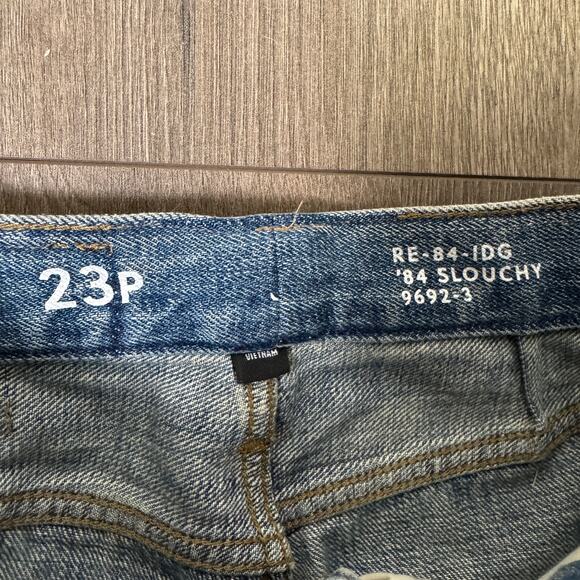 23P
RE-84-IDG
'84 SLOUCHY
9692-3
VIETNAM